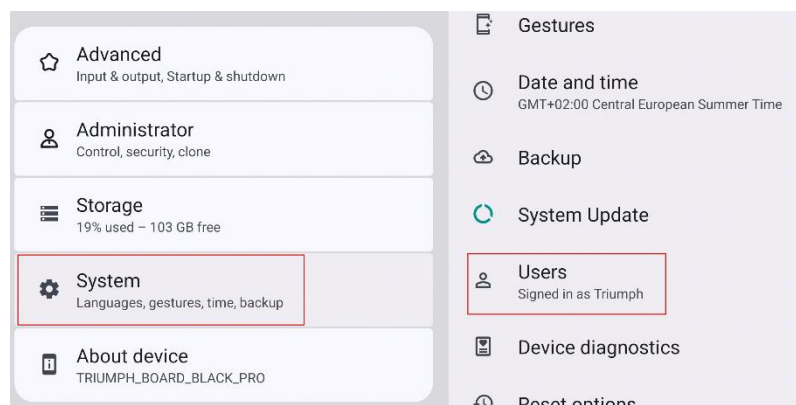 Advanced
Input & output, Startup & shutdown
Administrator
Control, security, clone
Storage
19% used – 103 GB free
System
Languages, gestures, time, backup
About device
TRIUMPH_BOARD_BLACK_PRO
Gestures
Date and time
GMT+02:00 Central European Summer Time
Backup
System Update
Users
Signed in as Triumph
Device diagnostics
Reset options